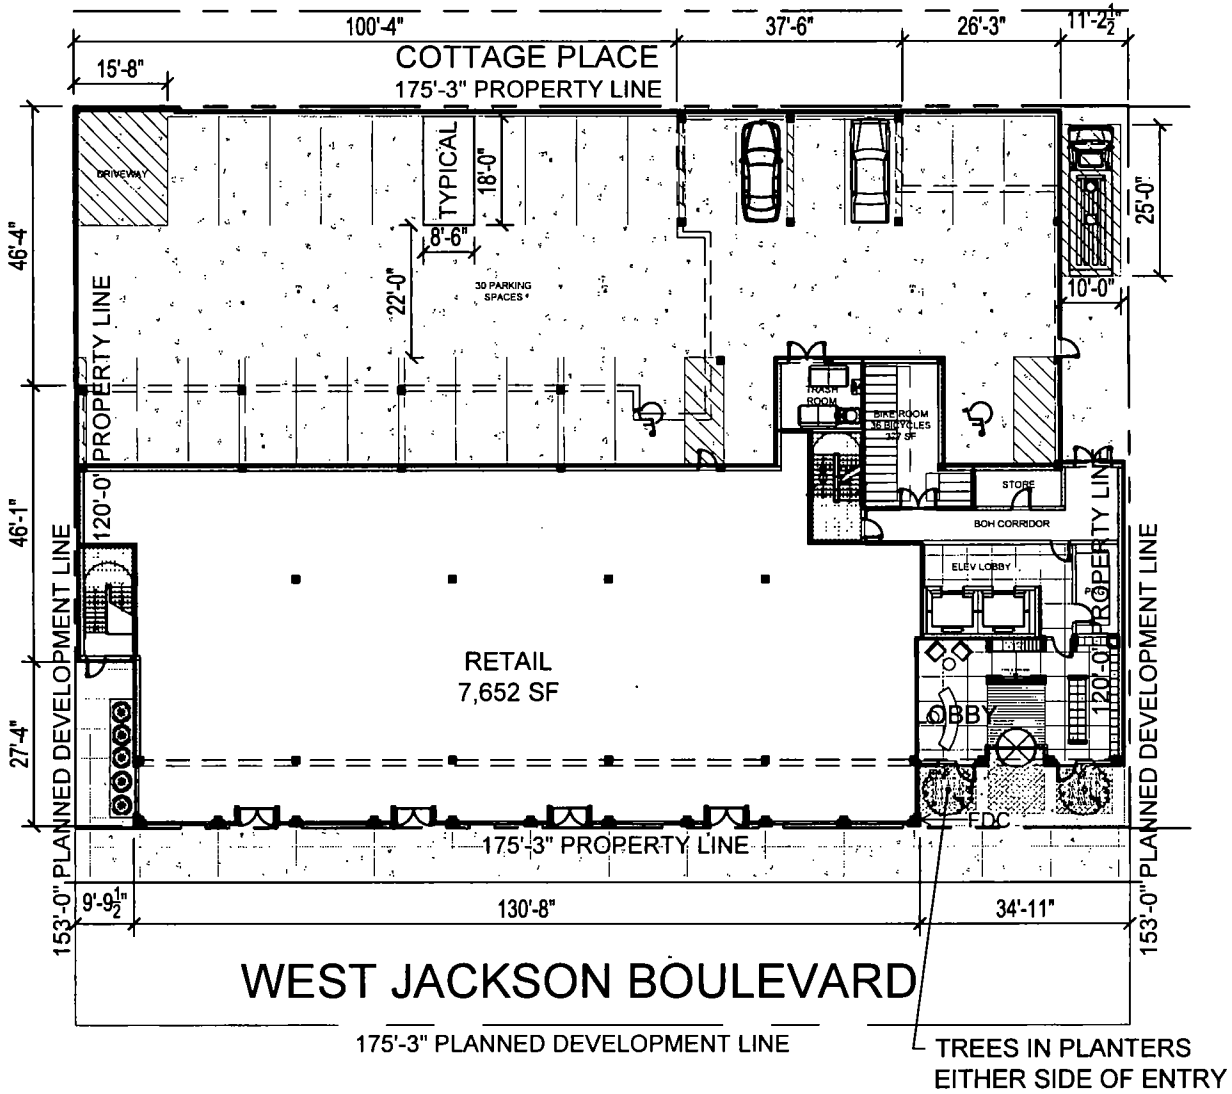 100'-4"
37'-6"
26'-3"
11'-2½"
COTTAGE PLACE
175'-3" PROPERTY LINE
15'-8"
DRIVEWAY
TYPICAL
18'-0"
8'-6"
22'-0"
30 PARKING
SPACES
25'-0"
10'-0"
46'-4"
46'-1"
27'-4"
120'-0" PROPERTY LINE
153'-0" PLANNED DEVELOPMENT LINE
TRASH
ROOM
BIKE ROOM
36 BICYCLES
SF
STORE
BOH CORRIDOR
ELEV LOBBY
PKG
120'-0" PROPERTY LINE
153'-0" PLANNED DEVELOPMENT LINE
RETAIL
7,652 SF
LOBBY
FDC
175'-3" PROPERTY LINE
9'-9½"
130'-8"
34'-11"
WEST JACKSON BOULEVARD
175'-3" PLANNED DEVELOPMENT LINE
TREES IN PLANTERS
EITHER SIDE OF ENTRY